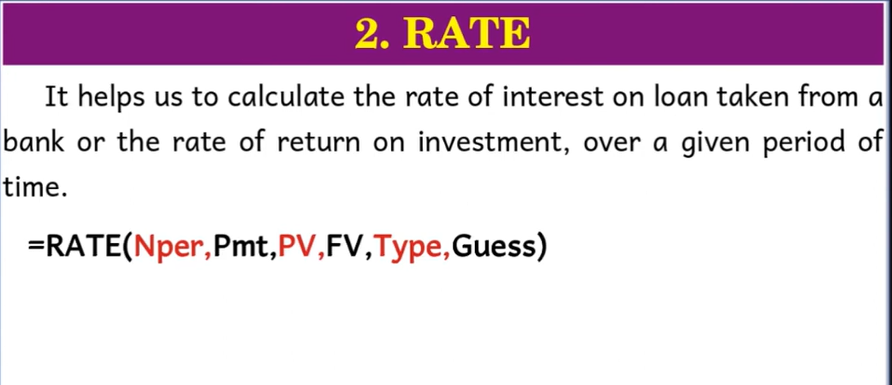 2. RATE
It helps us to calculate the rate of interest on loan taken from a
bank or the rate of return on investment, over a given period of
time.
=RATE(Nper,Pmt,PV,FV,Type,Guess)